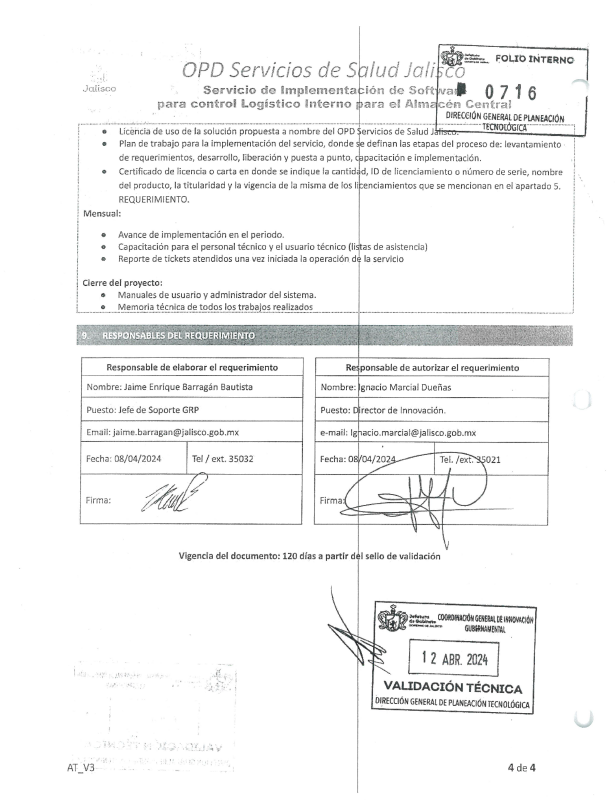 Jalisco
OPD Servicios de Salud Jalisco
Servicio de Implementación de Software
para control Logístico Interno para el Almacén Central
Jefatura
de Gabinete
FOLIO INTERNO
0716
DIRECCIÓN GENERAL DE PLANEACIÓN
TECNOLÓGICA
• Licencia de uso de la solución propuesta a nombre del OPD Servicios de Salud Jalisco.
• Plan de trabajo para la implementación del servicio, donde se definan las etapas del proceso de: levantamiento
de requerimientos, desarrollo, liberación y puesta a punto, capacitación e implementación.
• Certificado de licencia o carta en donde se indique la cantidad, ID de licenciamiento o número de serie, nombre
del producto, la titularidad y la vigencia de la misma de los licenciamientos que se mencionan en el apartado 5.
REQUERIMIENTO.
Mensual:
• Avance de implementación en el periodo.
• Capacitación para el personal técnico y el usuario técnico (listas de asistencia)
• Reporte de tickets atendidos una vez iniciada la operación de la servicio
Cierre del proyecto:
• Manuales de usuario y administrador del sistema.
• Memoria técnica de todos los trabajos realizados
9. RESPONSABLES DEL REQUERIMIENTO
Responsable de elaborar el requerimiento
Nombre: Jaime Enrique Barragán Bautista
Puesto: Jefe de Soporte GRP
Email: jaime.barragan@jalisco.gob.mx
Fecha: 08/04/2024 Tel / ext. 35032
Firma:
Responsable de autorizar el requerimiento
Nombre: Ignacio Marcial Dueñas
Puesto: Director de Innovación.
e-mail: Ignacio.marcial@jalisco.gob.mx
Fecha: 08/04/2024 Tel. /ext. 35021
Firma:
Vigencia del documento: 120 días a partir del sello de validación
Jefatura
de Gabinete
COORDINACIÓN GENERAL DE INNOVACIÓN
GUBERNAMENTAL
12 ABR. 2024
VALIDACIÓN TÉCNICA
DIRECCIÓN GENERAL DE PLANEACIÓN TECNOLÓGICA
AT_V3
4 de 4